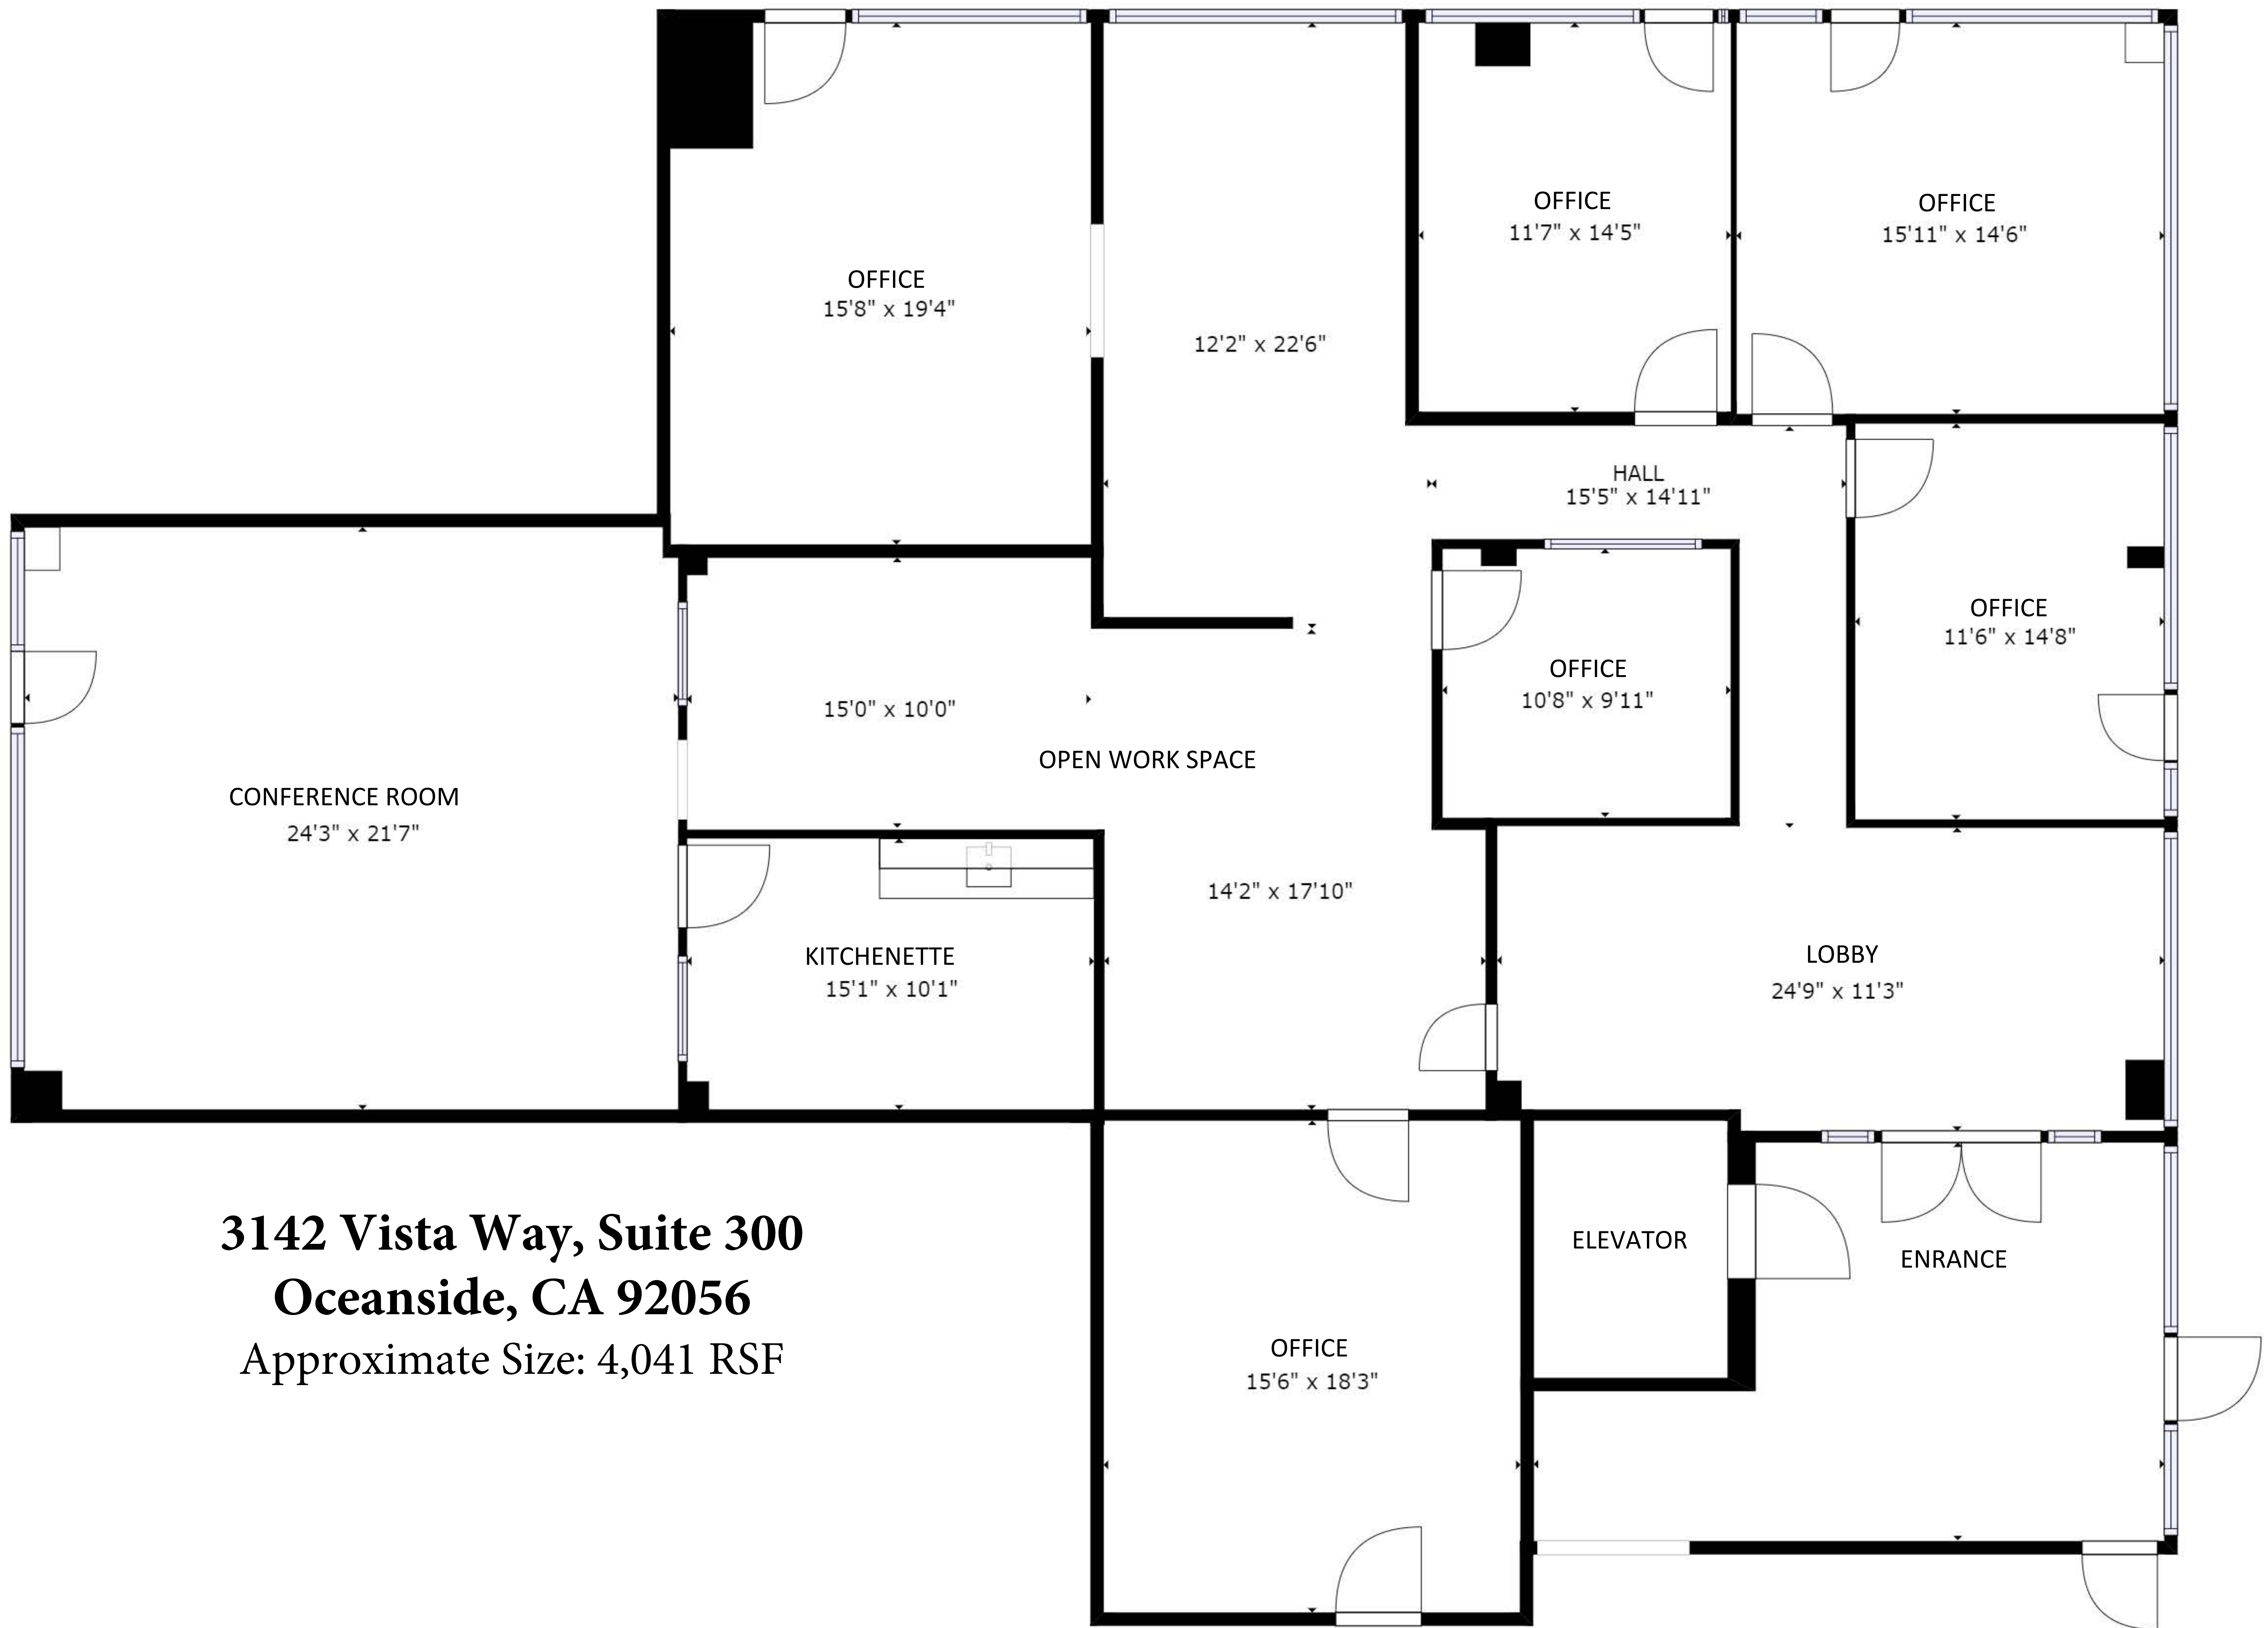 OFFICE
15'8" x 19'4"
12'2" x 22'6"
OFFICE
11'7" x 14'5"
OFFICE
15'11" x 14'6"
HALL
15'5" x 14'11"
OFFICE
11'6" x 14'8"
OFFICE
10'8" x 9'11"
15'0" x 10'0"
OPEN WORK SPACE
CONFERENCE ROOM
24'3" x 21'7"
14'2" x 17'10"
KITCHENETTE
15'1" x 10'1"
LOBBY
24'9" x 11'3"
ELEVATOR
ENRANCE
OFFICE
15'6" x 18'3"
3142 Vista Way, Suite 300
Oceanside, CA 92056
Approximate Size: 4,041 RSF